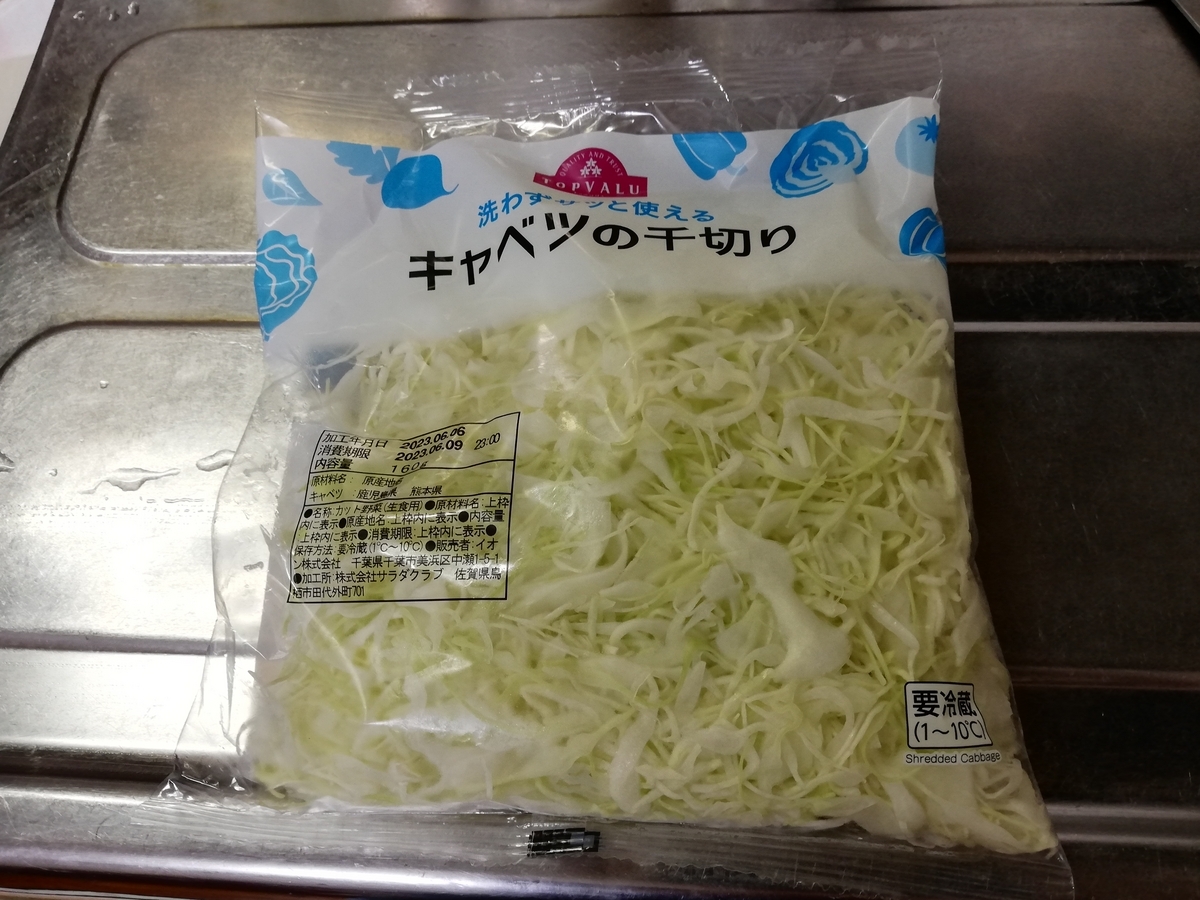 QUALITY AND TRUST
TOPVALU
洗わずサッと使える
キャベツの千切り
加工年月日 2023.06.06
消費期限 2023.06.09 23:00
内容量 160g
原材料名: 原産地名
キャベツ 鹿児島県 熊本県
●名称:カット野菜(生食用)●原材料名:上枠
内に表示●原産地名:上枠内に表示●内容量
:上枠内に表示●消費期限:上枠内に表示●
保存方法:要冷蔵(1℃~10℃)●販売者:イオ
ン株式会社 千葉県千葉市美浜区中瀬1-5-1
●加工所:株式会社サラダクラブ 佐賀県鳥
栖市田代外町701
要冷蔵
(1~10℃)
Shredded Cabbage